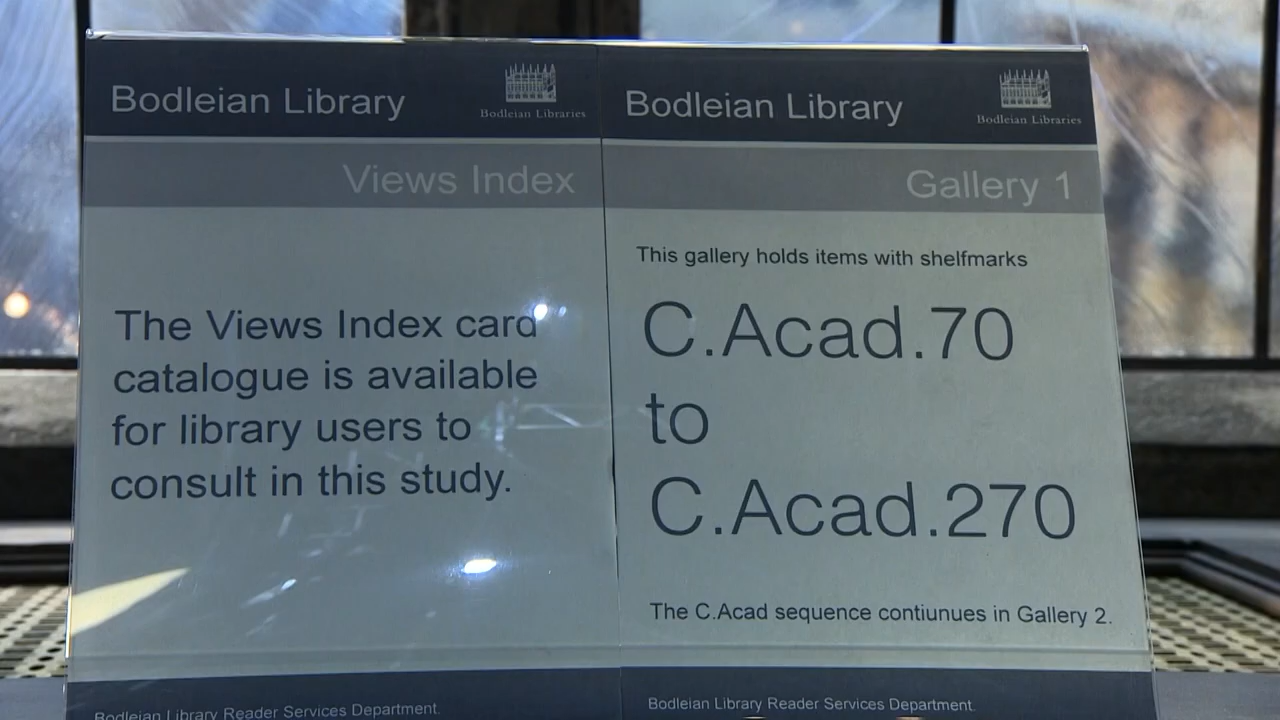 Bodleian Library
Bodleian Libraries
Views Index
The Views Index card
catalogue is available
for library users to
consult in this study.
Bodleian Library Reader Services Department.
Bodleian Library
Bodleian Libraries
Gallery 1
This gallery holds items with shelfmarks
C.Acad.70
to
C.Acad.270
The C.Acad sequence contiunues in Gallery 2.
Bodleian Library Reader Services Department.